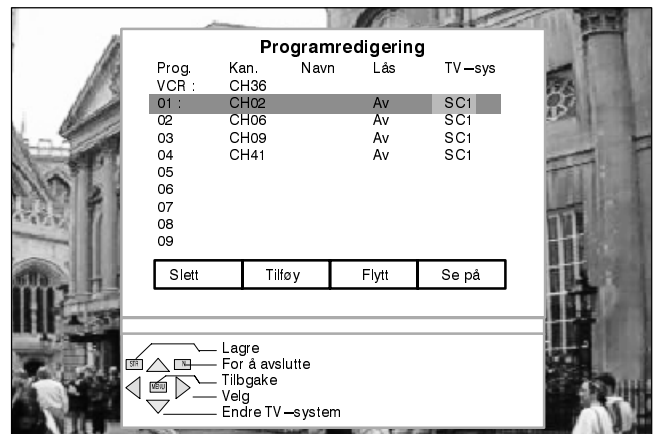 Programredigering
Prog. Kan. Navn Lås TV–sys
VCR : CH36
01 : CH02 Av SC1
02 CH06 Av SC1
03 CH09 Av SC1
04 CH41 Av SC1
05
06
07
08
09
Slett Tilføy Flytt Se på
Lagre
STR N For å avslutte
MENU Tilbgake
Velg
Endre TV–system